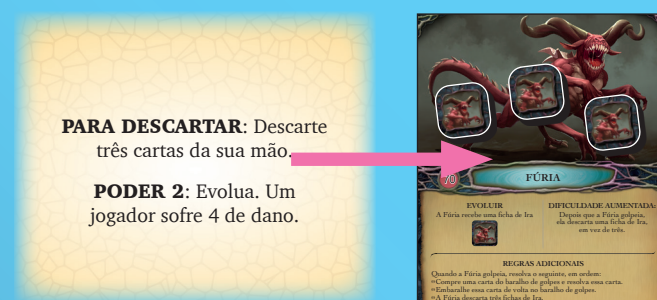 PARA DESCARTAR: Descarte
três cartas da sua mão.
PODER 2: Evolua. Um
jogador sofre 4 de dano.
70
FÚRIA
EVOLUIR
A Fúria recebe uma ficha de Ira
DIFICULDADE AUMENTADA:
Depois que a Fúria golpeia,
ela descarta uma ficha de Ira,
em vez de três.
REGRAS ADICIONAIS
Quando a Fúria golpeia, resolva o seguinte, em ordem:
Compre uma carta do baralho de golpes e resolva essa carta.
Embaralhe essa carta de volta no baralho de golpes.
A Fúria descarta três fichas de Ira.